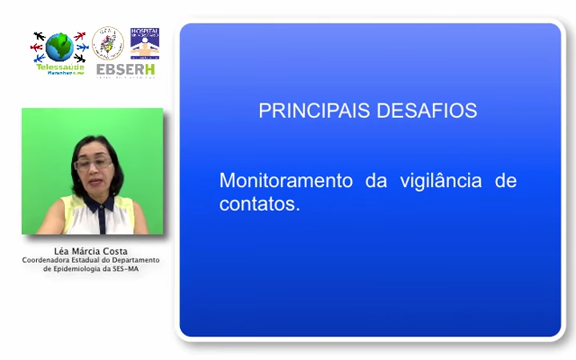 Telessaúde
HOSPITAL
EBSERH
PRINCIPAIS DESAFIOS
Monitoramento da vigilância de
contatos.
Léa Márcia Costa
Coordenadora Estadual do Departamento
de Epidemiologia da SES-MA